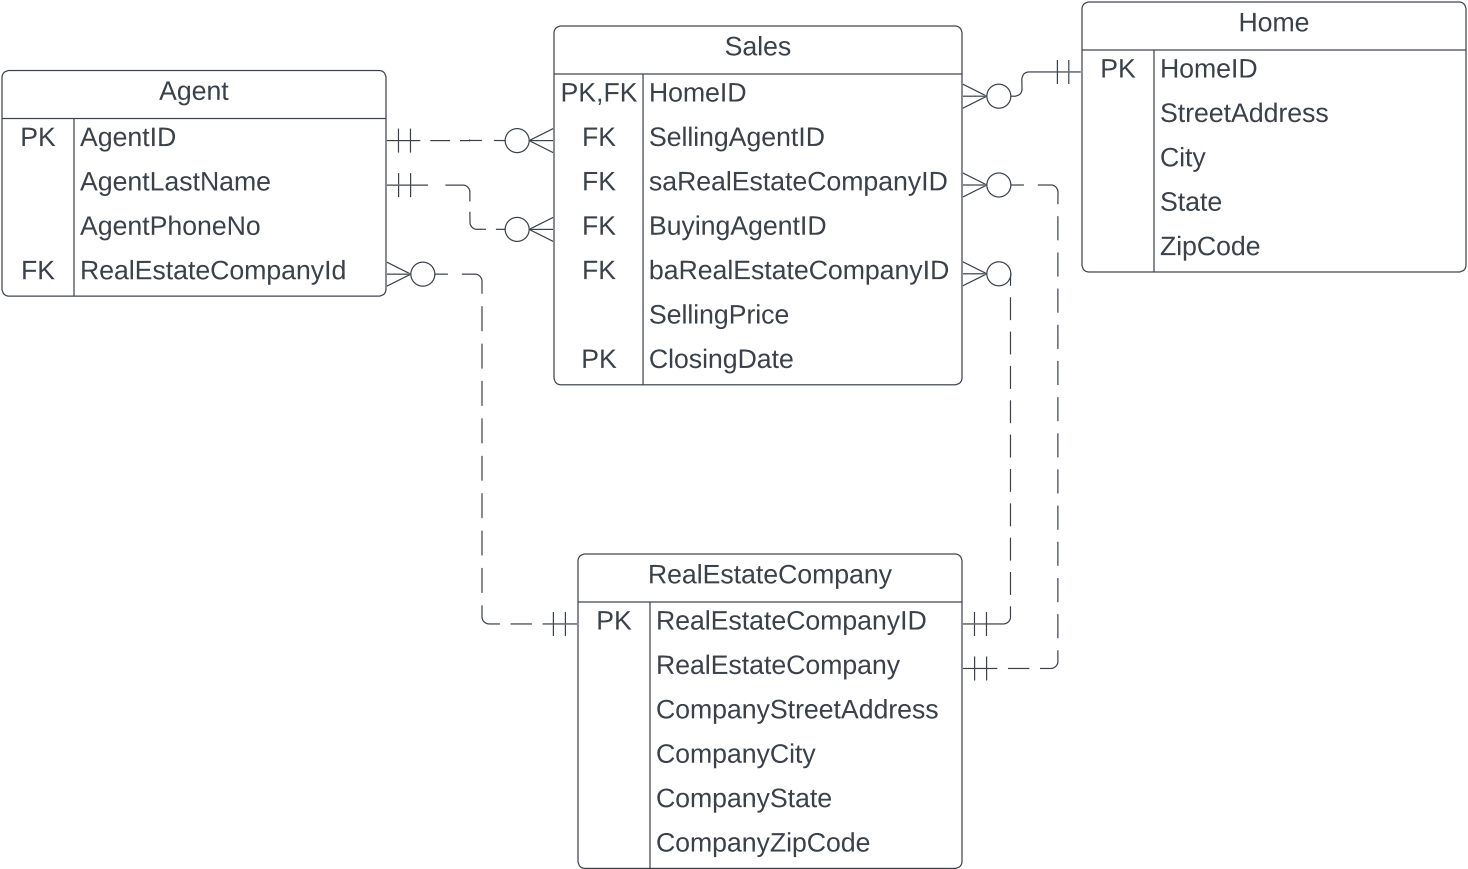 Agent
PK AgentID
AgentLastName
AgentPhoneNo
FK RealEstateCompanyId
Sales
PK,FK HomeID
FK SellingAgentID
FK saRealEstateCompanyID
FK BuyingAgentID
FK baRealEstateCompanyID
SellingPrice
PK ClosingDate
Home
PK HomeID
StreetAddress
City
State
ZipCode
RealEstateCompany
PK RealEstateCompanyID
RealEstateCompany
CompanyStreetAddress
CompanyCity
CompanyState
CompanyZipCode